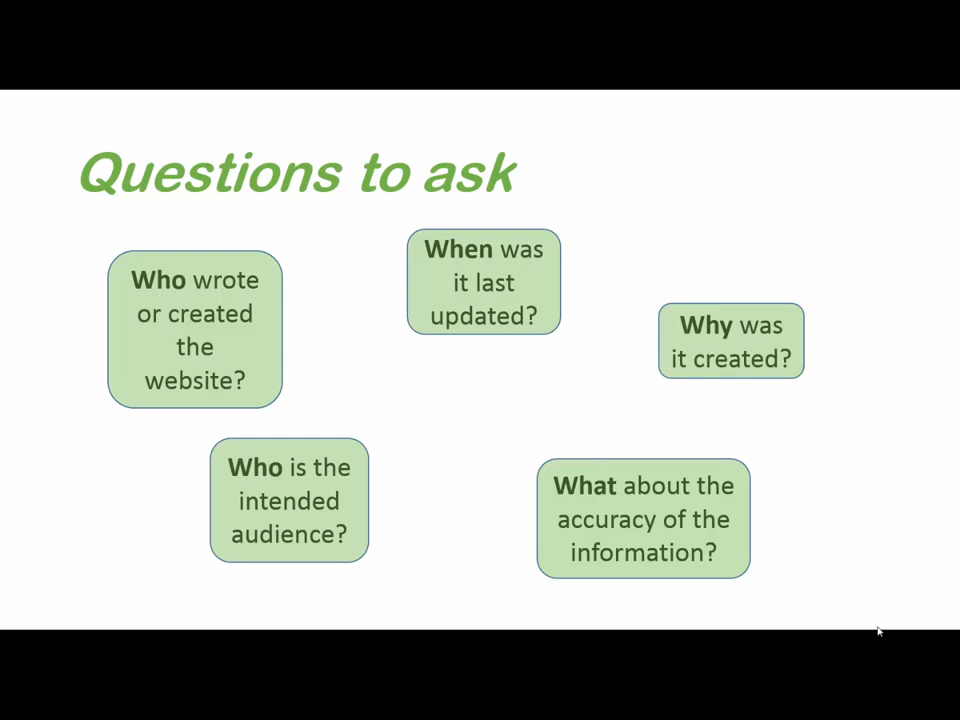 Questions to ask
Who wrote
or created
the
website?
When was
it last
updated?
Why was
it created?
Who is the
intended
audience?
What about the
accuracy of the
information?